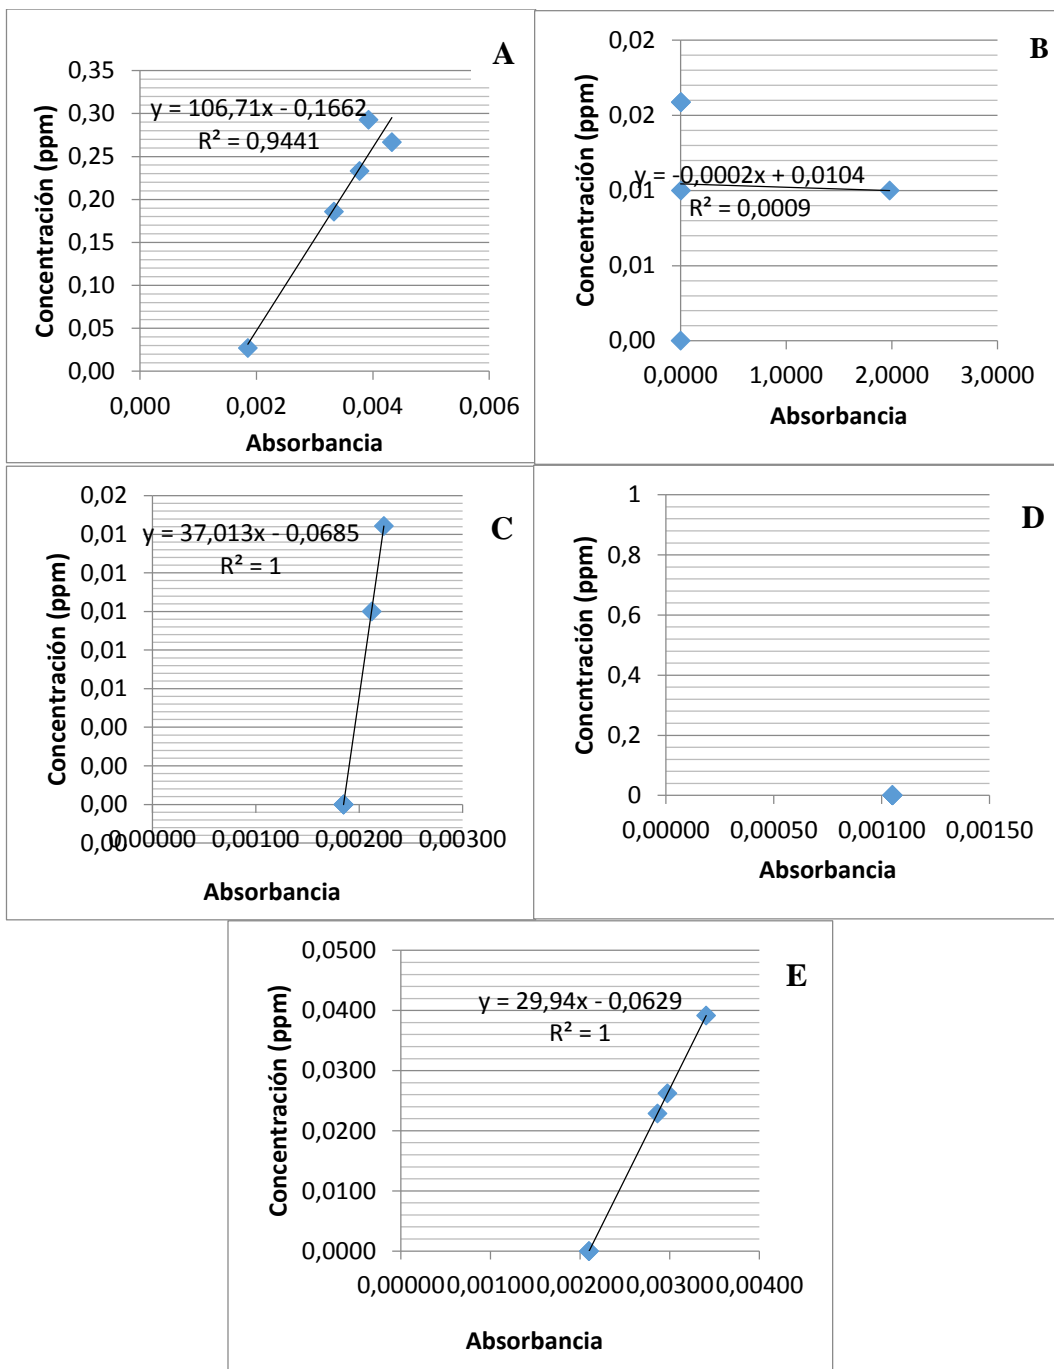 A
0,35
0,30
0,25
0,20
0,15
0,10
0,05
0,00
Concentración (ppm)
y = 106,71x - 0,1662
R² = 0,9441
0,000 0,002 0,004 0,006
Absorbancia
B
0,02
0,02
0,01
0,01
0,00
Concentración (ppm)
y = -0,0002x + 0,0104
R² = 0,0009
0,0000 1,0000 2,0000 3,0000
Absorbancia
C
0,02
0,01
0,01
0,01
0,01
0,01
0,00
0,00
0,00
0,00
Concentración (ppm)
y = 37,013x - 0,0685
R² = 1
0,00000 0,00100 0,00200 0,00300
Absorbancia
D
1
0,8
0,6
0,4
0,2
0
Concntración (ppm)
0,00000 0,00050 0,00100 0,00150
Absorbancia
E
0,0500
0,0400
0,0300
0,0200
0,0100
0,0000
Concentración (ppm)
y = 29,94x - 0,0629
R² = 1
0,00000 0,00100 0,00200 0,00300 0,00400
Absorbancia